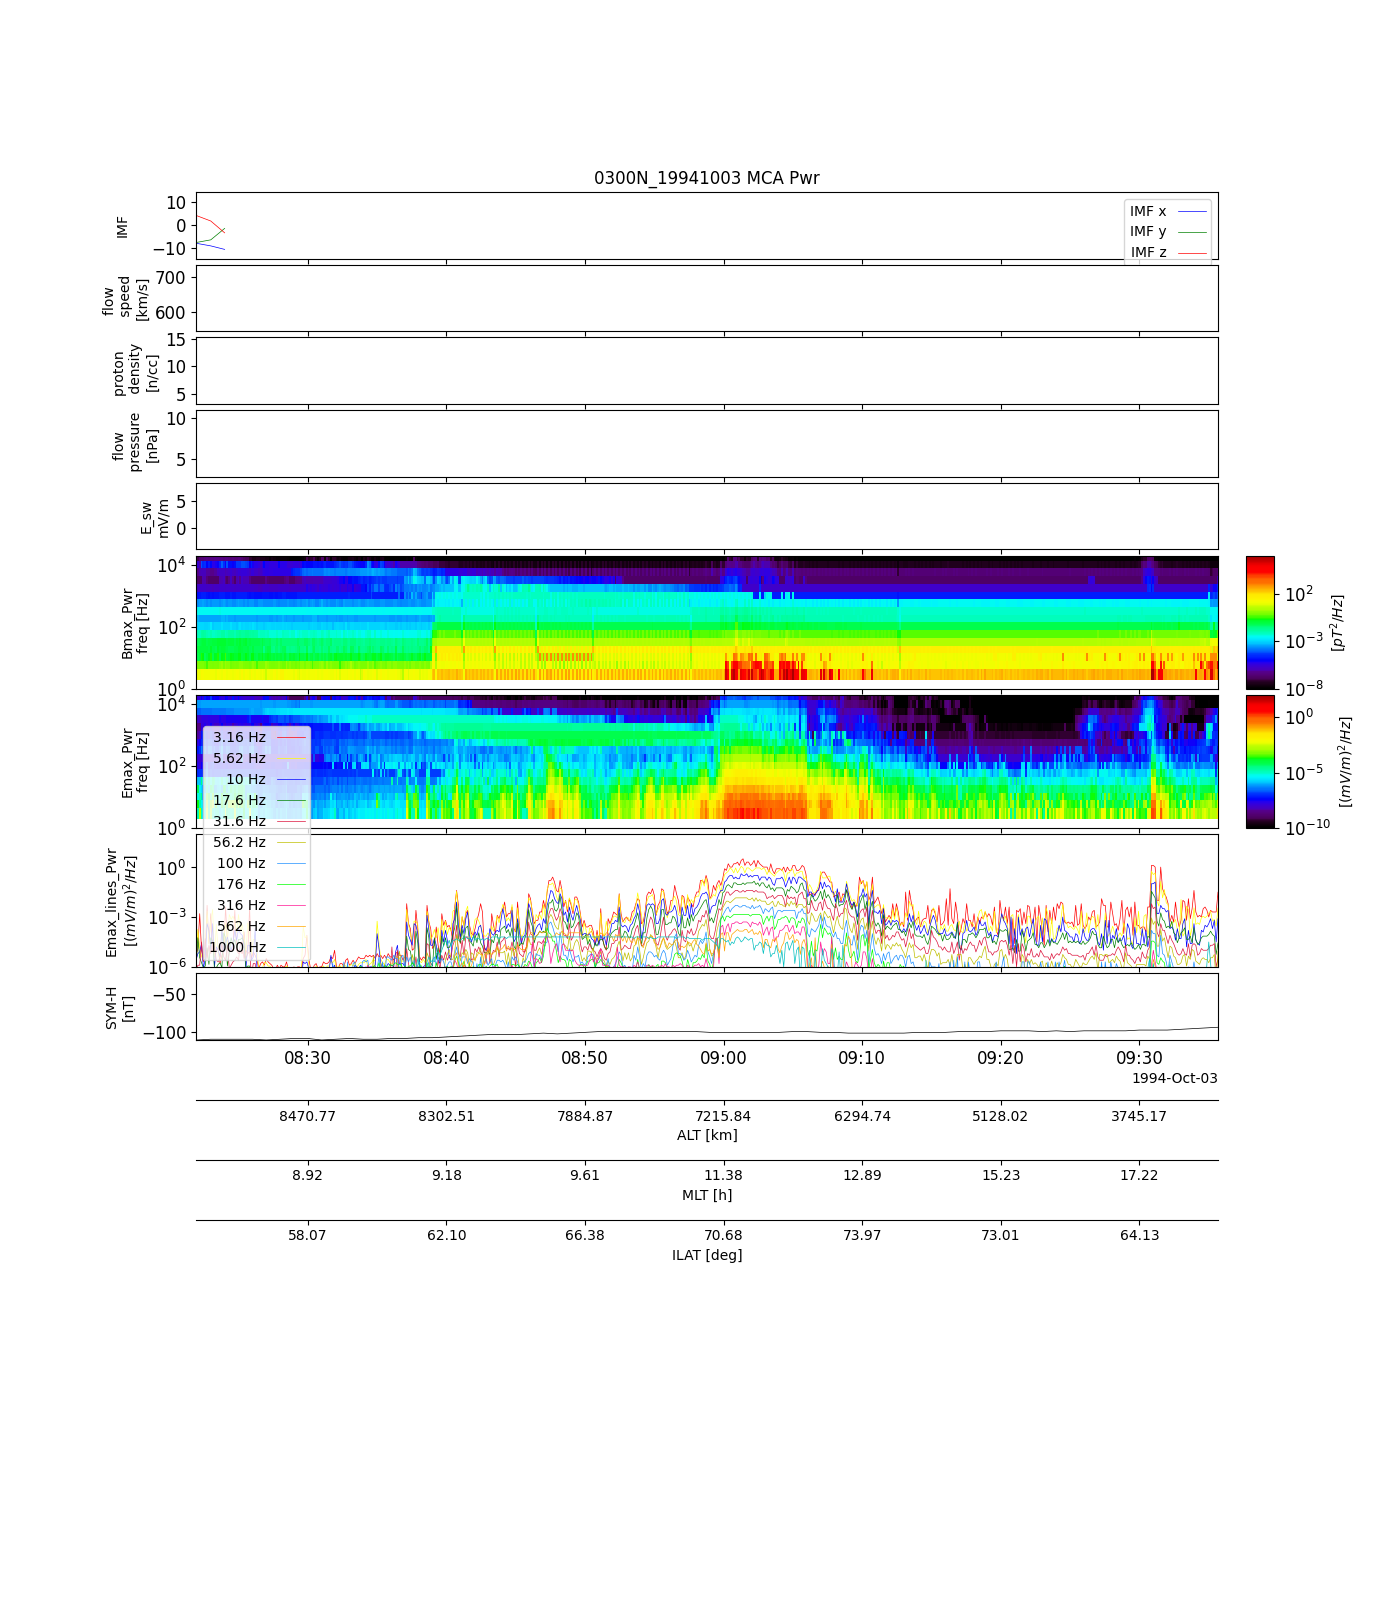 0300N_19941003 MCA Pwr
IMF
10
0
−10
IMF x
IMF y
IMF z
flow
speed
[km/s]
700
600
proton
density
[n/cc]
15
10
5
flow
pressure
[nPa]
10
5
E_sw
mV/m
5
0
Bmax_Pwr
freq [Hz]
10^4
10^2
10^0
10^2
10^−3
10^−8
[pT^2/Hz]
Emax_Pwr
freq [Hz]
10^4
10^2
10^0
10^0
10^−5
10^−10
[(mV/m)^2/Hz]
3.16 Hz
5.62 Hz
10 Hz
17.6 Hz
31.6 Hz
56.2 Hz
100 Hz
176 Hz
316 Hz
562 Hz
1000 Hz
Emax_lines_Pwr
[(mV/m)^2/Hz]
10^0
10^−3
10^−6
SYM-H
[nT]
−50
−100
08:30 08:40 08:50 09:00 09:10 09:20 09:30
1994-Oct-03
8470.77 8302.51 7884.87 7215.84 6294.74 5128.02 3745.17
ALT [km]
8.92 9.18 9.61 11.38 12.89 15.23 17.22
MLT [h]
58.07 62.10 66.38 70.68 73.97 73.01 64.13
ILAT [deg]